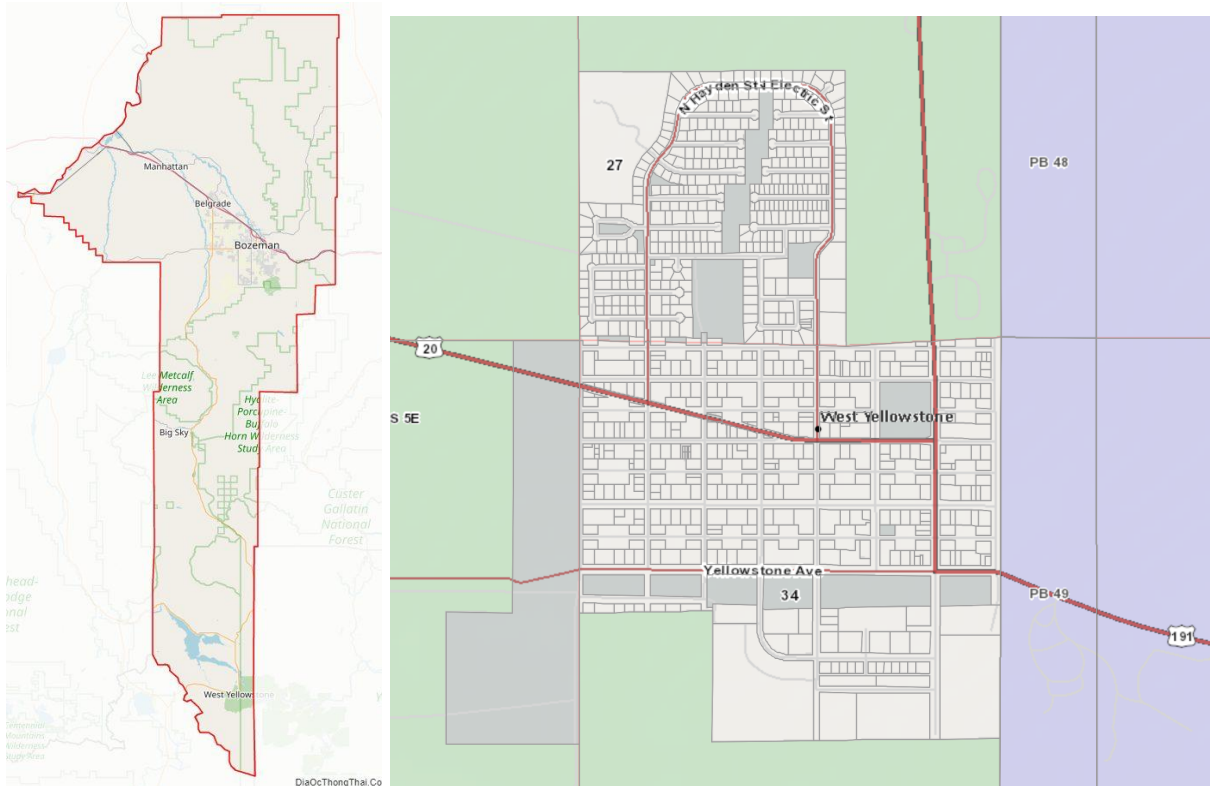 Manhattan
Belgrade
Bozeman
Lee Metcalf
Wilderness
Area
Hyalite-
Porcupine-
Buffalo
Horn Wilderness
Study Area
Big Sky
Custer
Gallatin
National
Forest
West Yellowstone
DiaOcThongThai.Co
N Hayden St
Electric St
27
PB 48
20
S 5E
West Yellowstone
Yellowstone Ave
34
PB 49
191